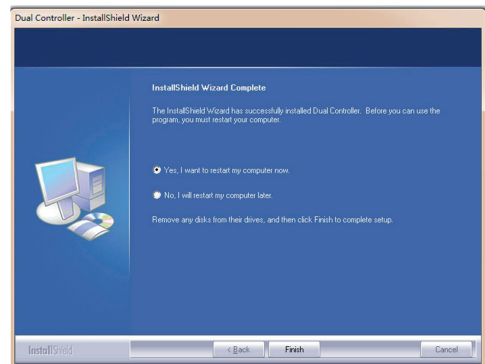 Dual Controller - InstallShield Wizard
InstallShield Wizard Complete
The InstallShield Wizard has successfully installed Dual Controller. Before you can use the
program, you must restart your computer.
Yes, I want to restart my computer now.
No, I will restart my computer later.
Remove any disks from their drives, and then click Finish to complete setup.
InstallShield
< Back
Finish
Cancel